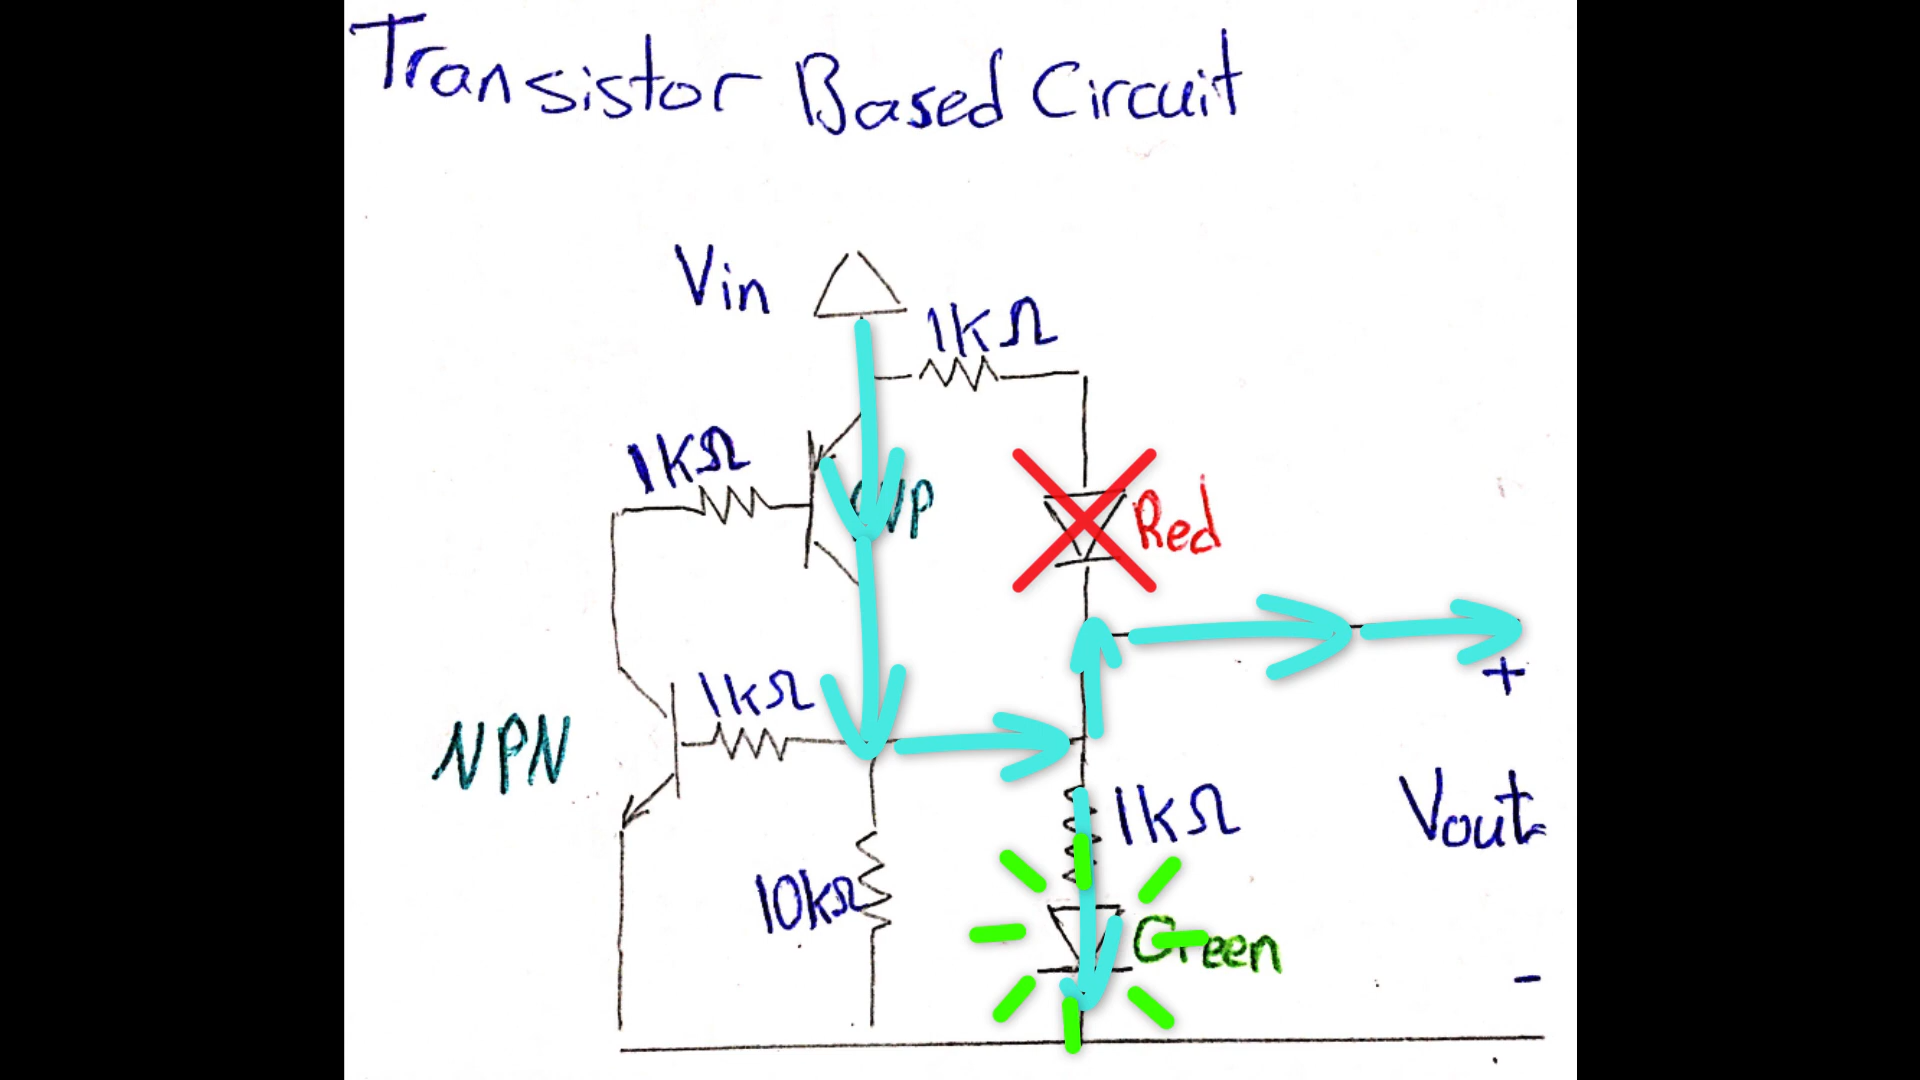 Transistor Based Circuit
Vin
1KΩ
1KΩ
Red
+
1KΩ
NPN
1KΩ
Vout
10KΩ
Green
-